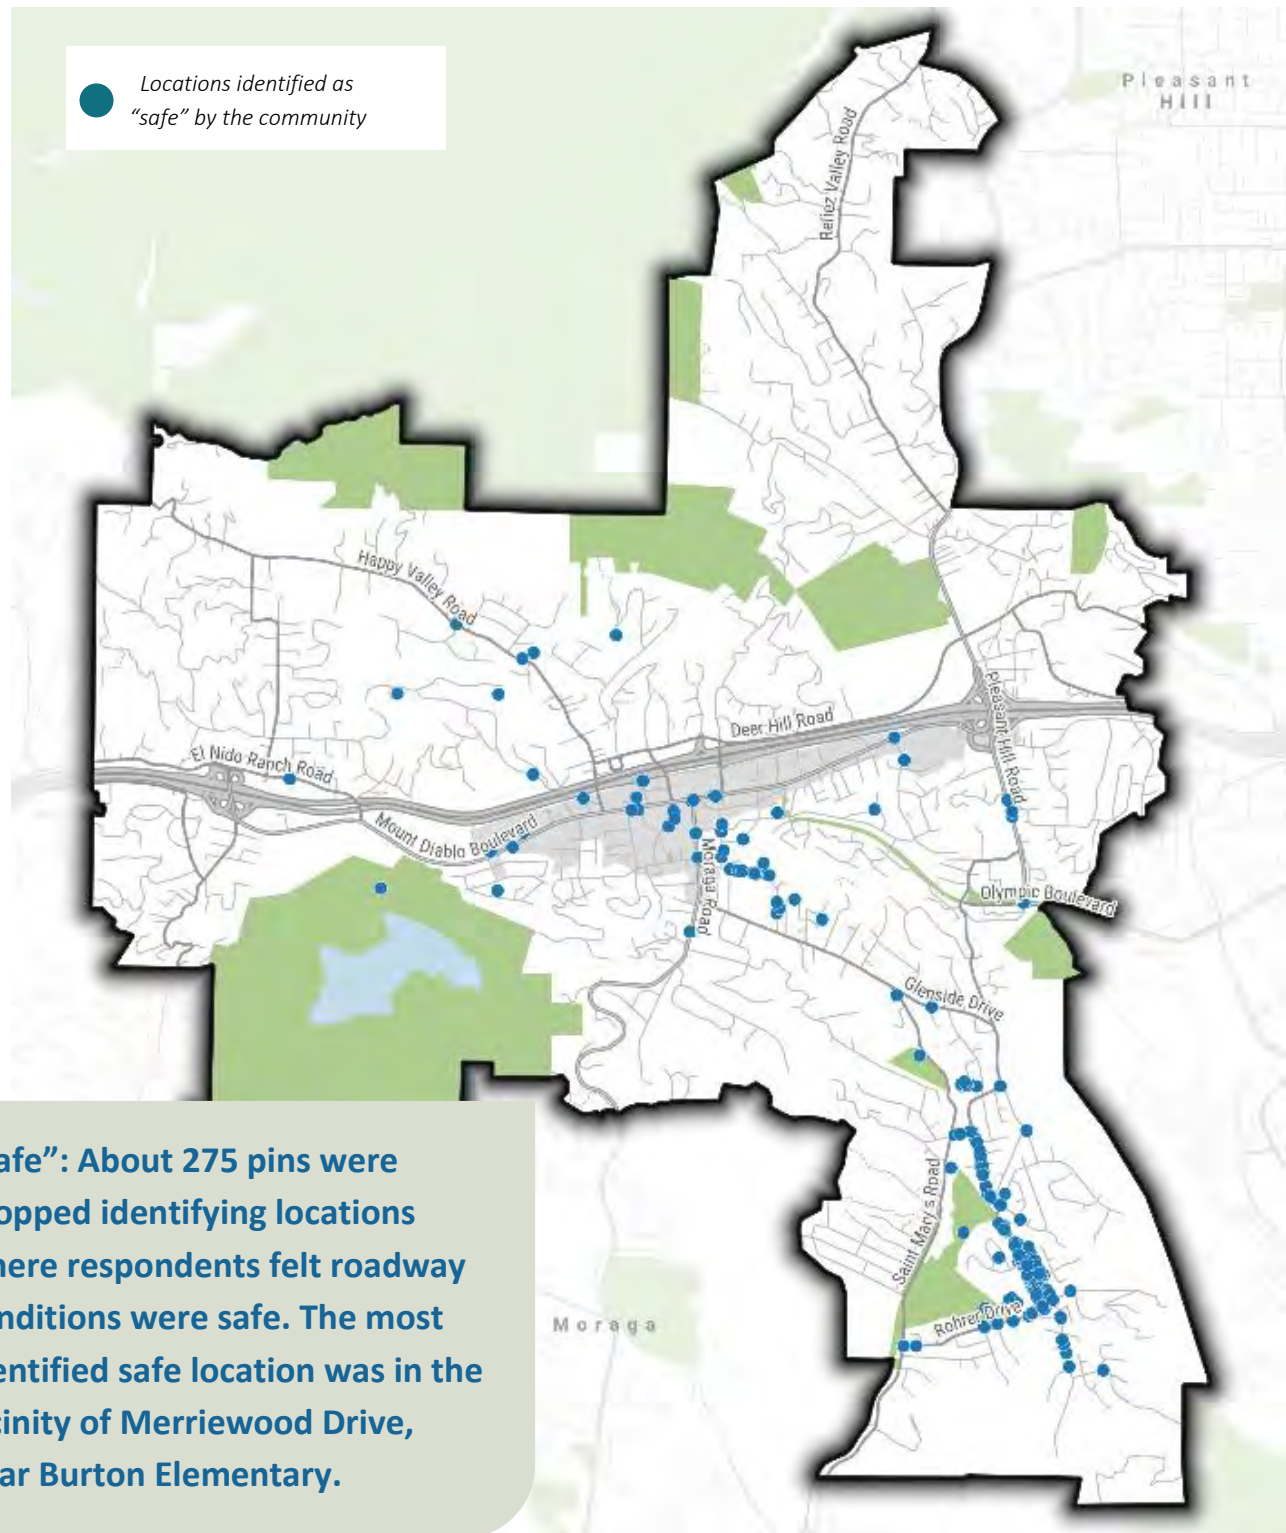 Locations identified as
“safe” by the community
Pleasant
Hill
Reliez Valley Road
Happy Valley Road
Deer Hill Road
Pleasant Hill Road
El Nido Ranch Road
Mount Diablo Boulevard
Moraga Road
Olympic Boulevard
Glenside Drive
Saint Mary's Road
Rohrer Drive
Moraga
afe”: About 275 pins were
opped identifying locations
here respondents felt roadway
nditions were safe. The most
entified safe location was in the
cinity of Merriewood Drive,
ar Burton Elementary.